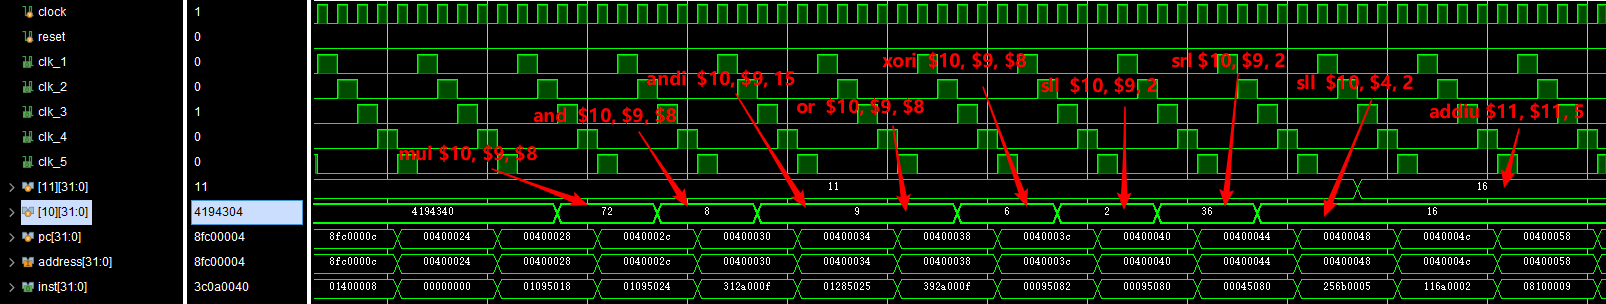 clock 1
reset 0
clk_1 0
clk_2 0
clk_3 1
clk_4 0
clk_5 0
[11][31:0] 11
[10][31:0] 4194304
pc[31:0] 8fc00004
address[31:0] 8fc00004
inst[31:0] 3c0a0040
xori $10, $9, $8
srl $10, $9, 2
andi $10, $9, 15
sll $10, $9, 2
sll $10, $4, 2
or $10, $9, $8
addiu $11, $11, 5
and $10, $9, $8
mul $10, $9, $8
11 16
4194340 72 8 9 6 2 36 16
8fc0000c 00400024 00400028 0040002c 00400030 00400034 00400038 0040003c 00400040 00400044 00400048 0040004c 00400058
8fc0000c 00400024 00400028 0040002c 00400030 00400034 00400038 0040003c 00400040 00400044 00400048 0040004c 00400058
01400008 00000000 01095018 01095024 312a000f 01285025 392a000f 00095082 00095080 00045080 256b0005 116a0002 08100009